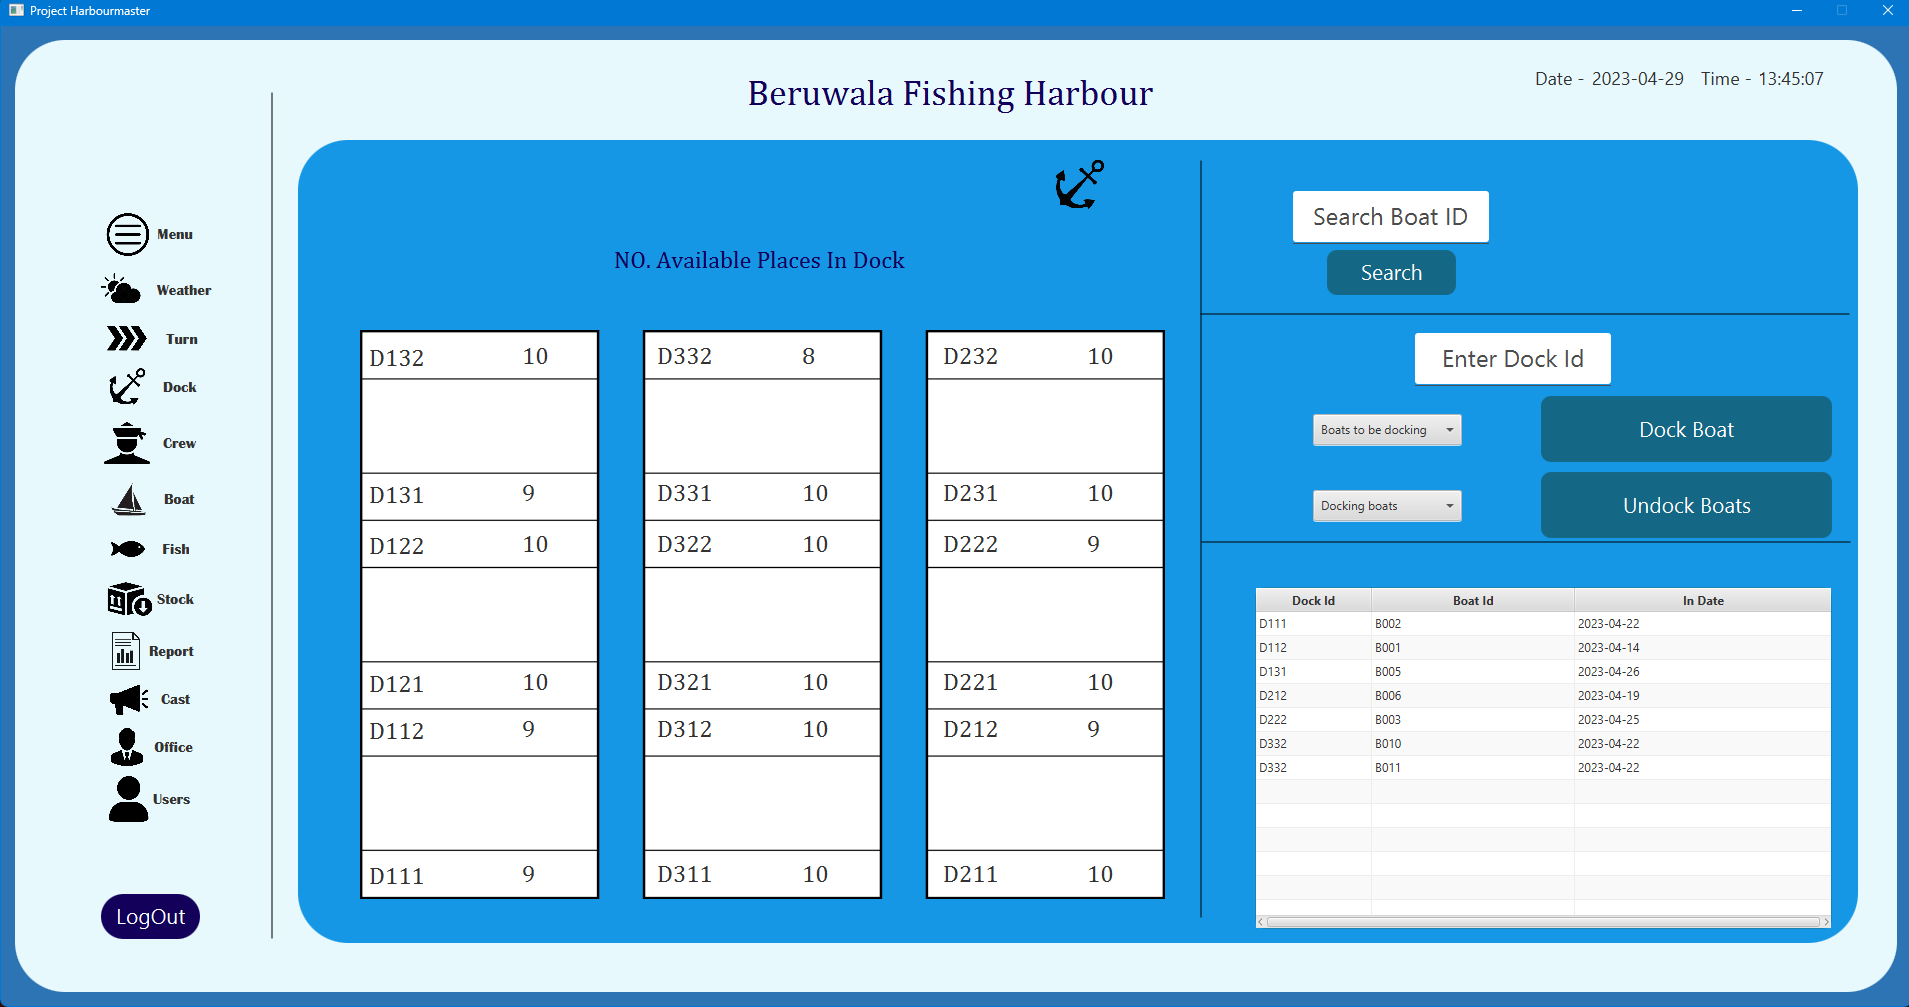 Project Harbourmaster
Beruwala Fishing Harbour
Date - 2023-04-29 Time - 13:45:07
Menu
Weather
Turn
Dock
Crew
Boat
Fish
Stock
Report
Cast
Office
Users
LogOut
NO. Available Places In Dock
D132 10
D131 9
D122 10
D121 10
D112 9
D111 9
D332 8
D331 10
D322 10
D321 10
D312 10
D311 10
D232 10
D231 10
D222 9
D221 10
D212 9
D211 10
Search Boat ID
Search
Enter Dock Id
Boats to be docking
Dock Boat
Docking boats
Undock Boats
Dock Id Boat Id In Date
D111 B002 2023-04-22
D112 B001 2023-04-14
D131 B005 2023-04-26
D212 B006 2023-04-19
D222 B003 2023-04-25
D332 B010 2023-04-22
D332 B011 2023-04-22